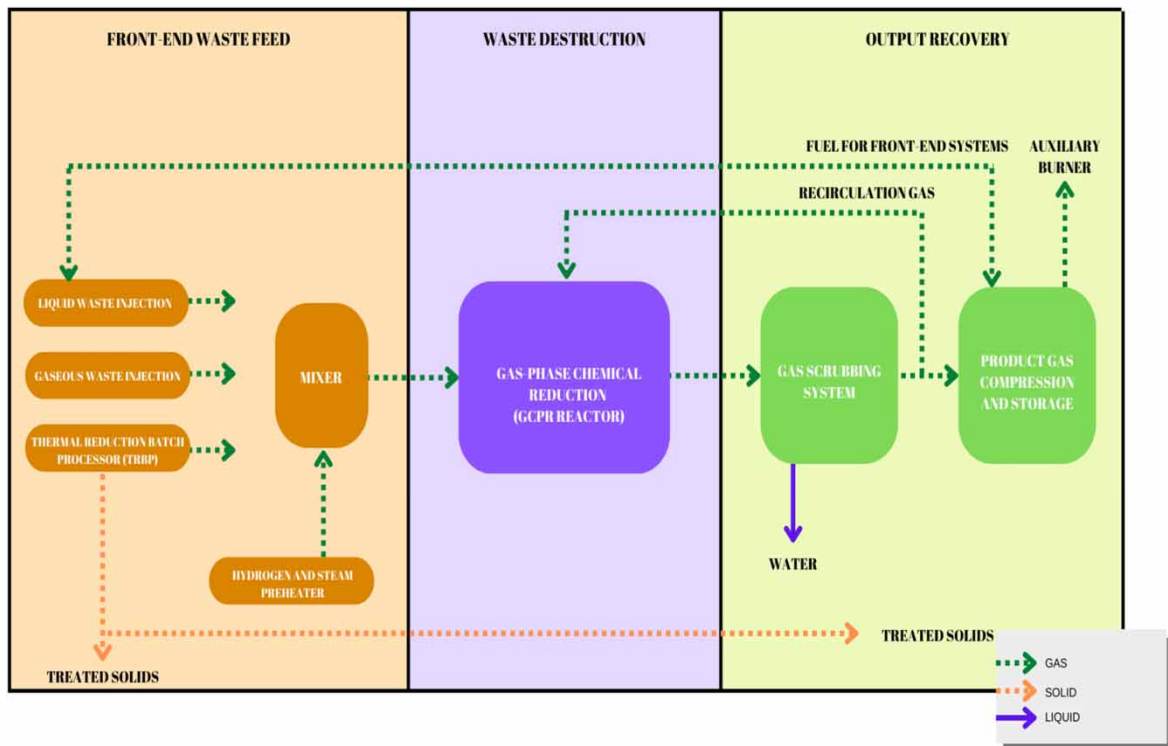 FRONT-END WASTE FEED
WASTE DESTRUCTION
OUTPUT RECOVERY
FUEL FOR FRONT-END SYSTEMS
AUXILIARY
BURNER
RECIRCULATION GAS
LIQUID WASTE INJECTION
GASEOUS WASTE INJECTION
THERMAL REDUCTION BATCH
PROCESSOR (TRBP)
MIXER
HYDROGEN AND STEAM
PREHEATER
GAS-PHASE CHEMICAL
REDUCTION
(GCPR REACTOR)
GAS SCRUBBING
SYSTEM
PRODUCT GAS
COMPRESSION
AND STORAGE
WATER
TREATED SOLIDS
TREATED SOLIDS
GAS
SOLID
LIQUID